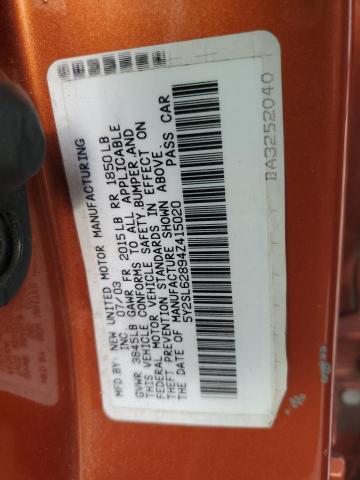 MFD.BY: NEW UNITED MOTOR MANUFACTURING
INC 07/03
GVWR 3845LB GAWR FR 2015LB RR 1850LB
THIS VEHICLE CONFORMS TO ALL APPLICABLE
FEDERAL MOTOR VEHICLE SAFETY, BUMPER, AND
THEFT PREVENTION STANDARDS IN EFFECT ON
THE DATE OF MANUFACTURE SHOWN ABOVE.
5Y2SL62894Z415020 PASS CAR
BA3252040